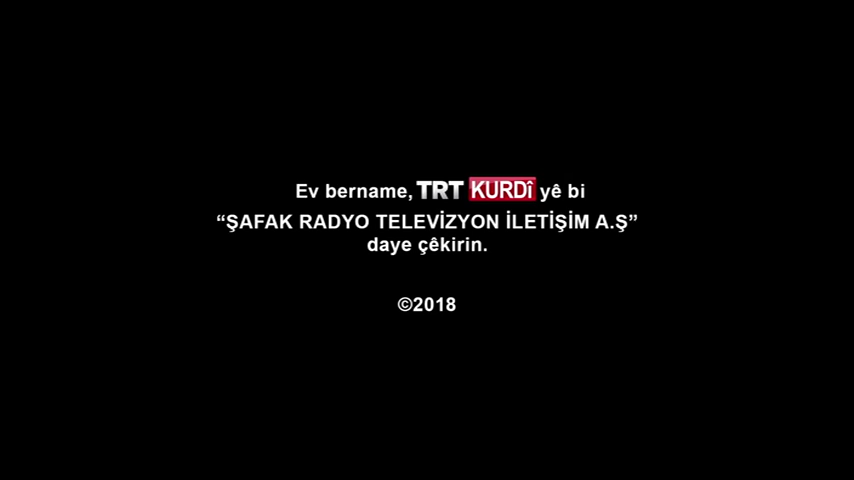 Ev bername, TRT KURDî yê bi
“ŞAFAK RADYO TELEVİZYON İLETİŞİM A.Ş”
daye çêkirin.
©2018